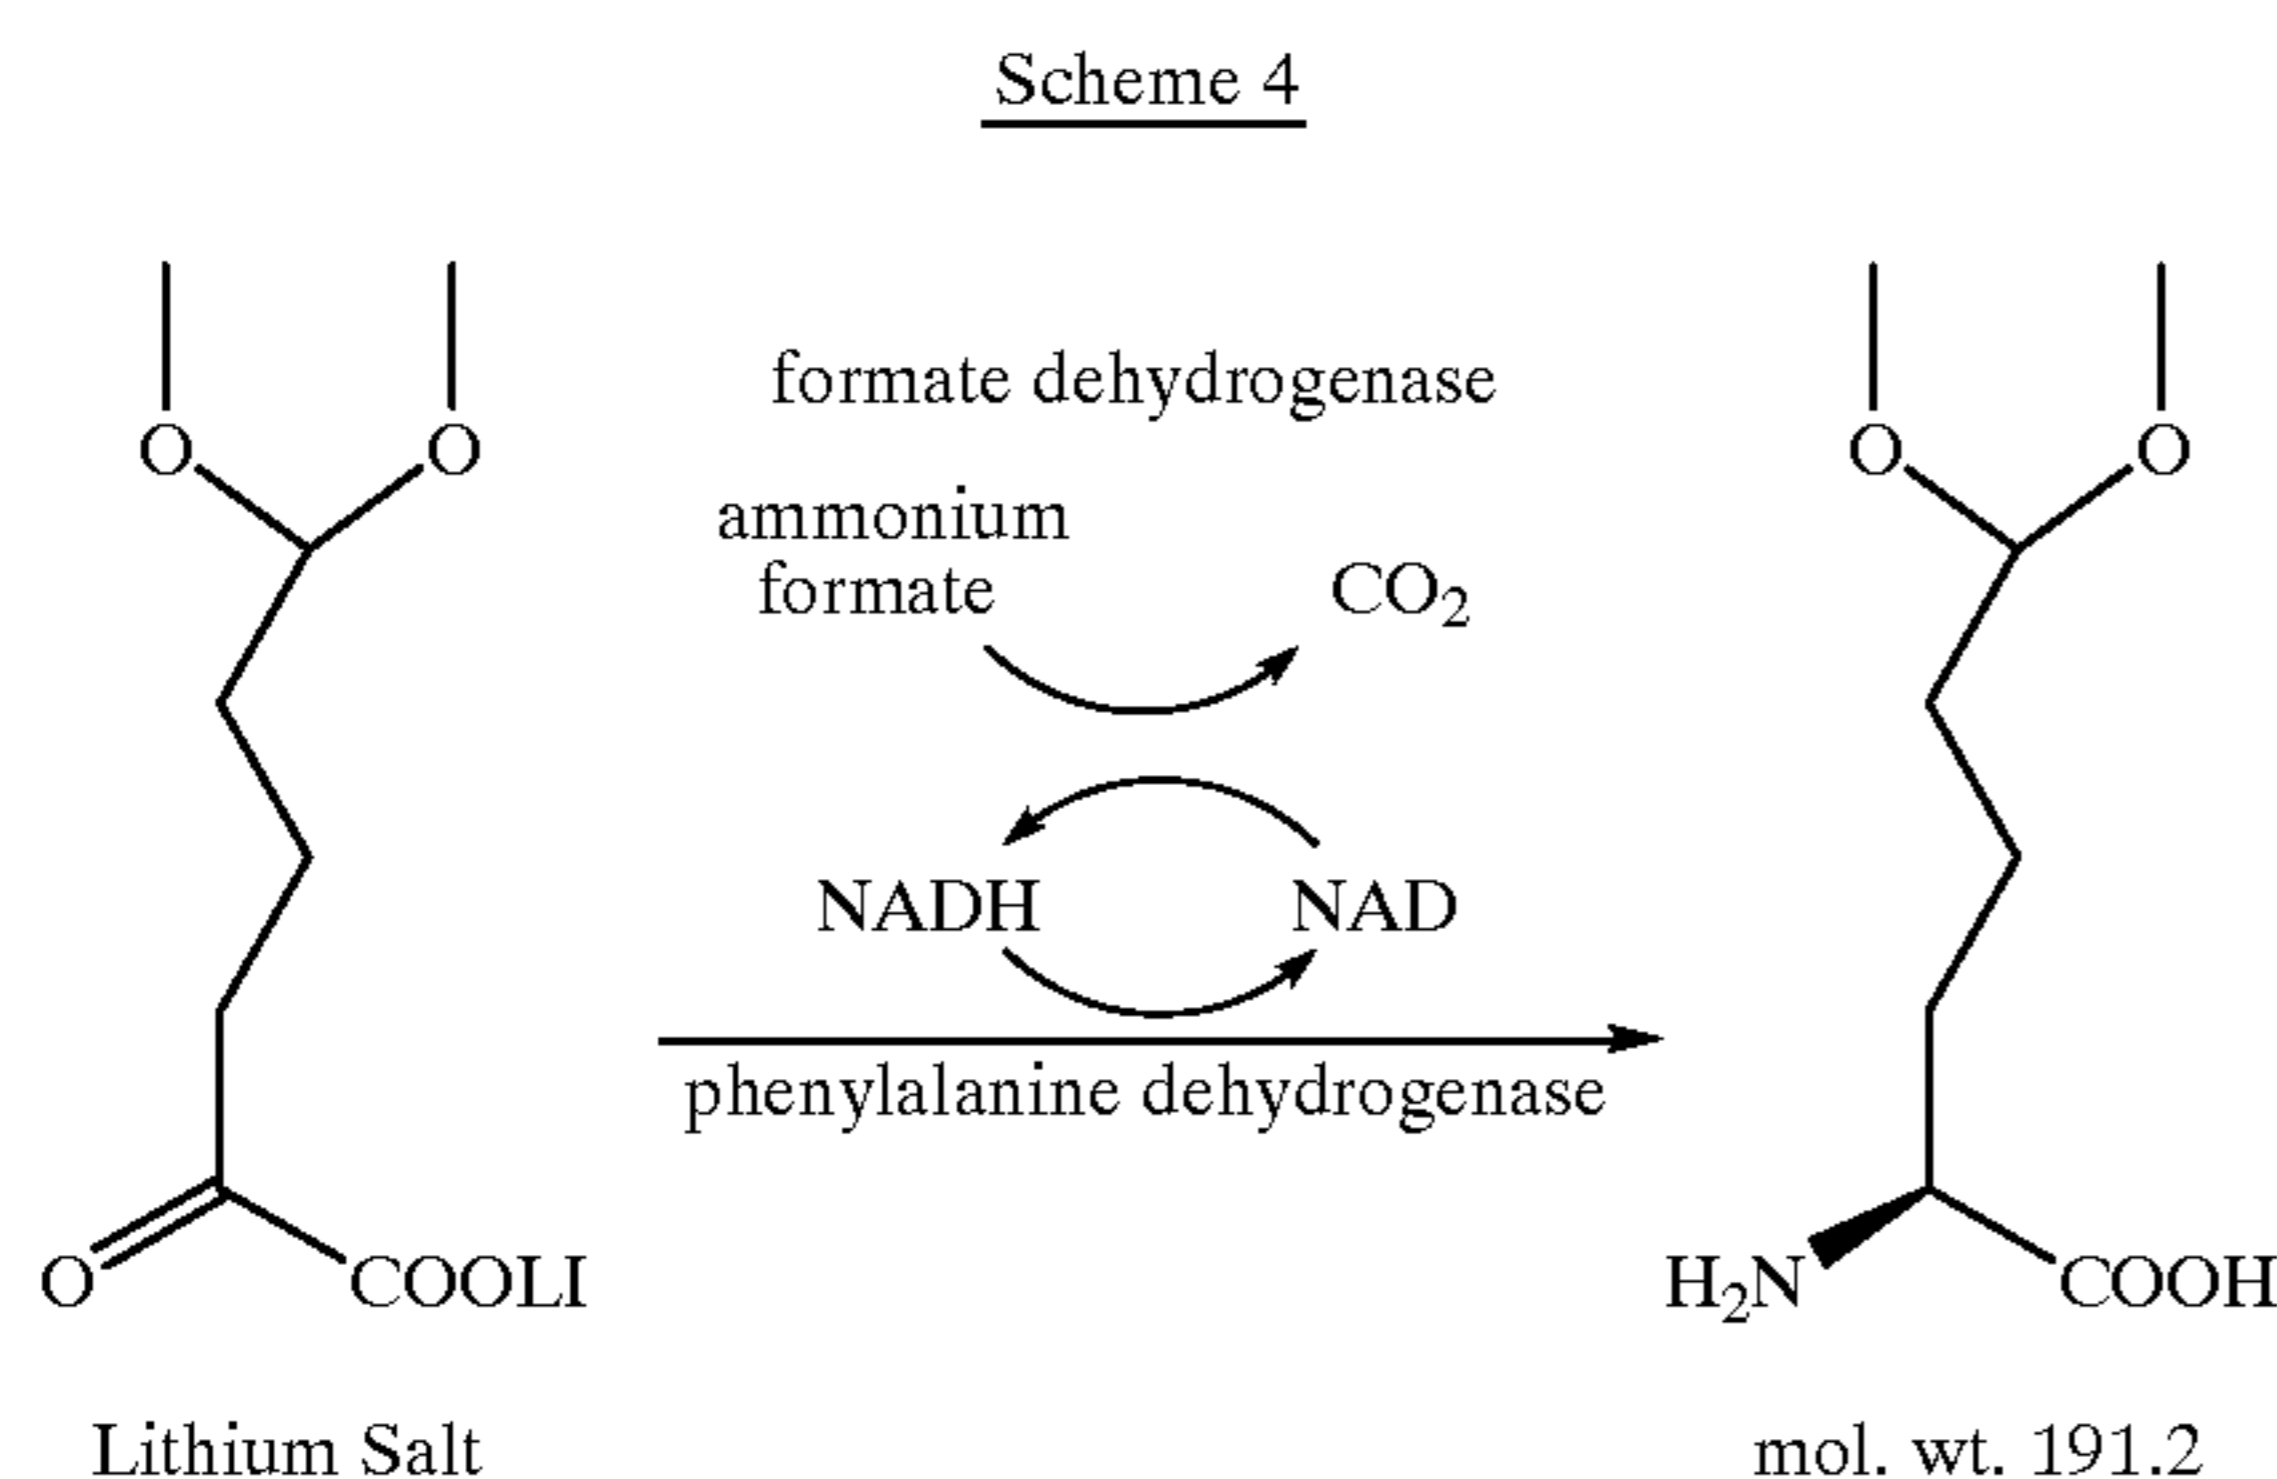 Scheme 4
formate dehydrogenase
ammonium
formate
CO₂
O
O
O
O
NADH
NAD
phenylalanine dehydrogenase
O
COOLI
H₂N
COOH
Lithium Salt
mol. wt. 191.2